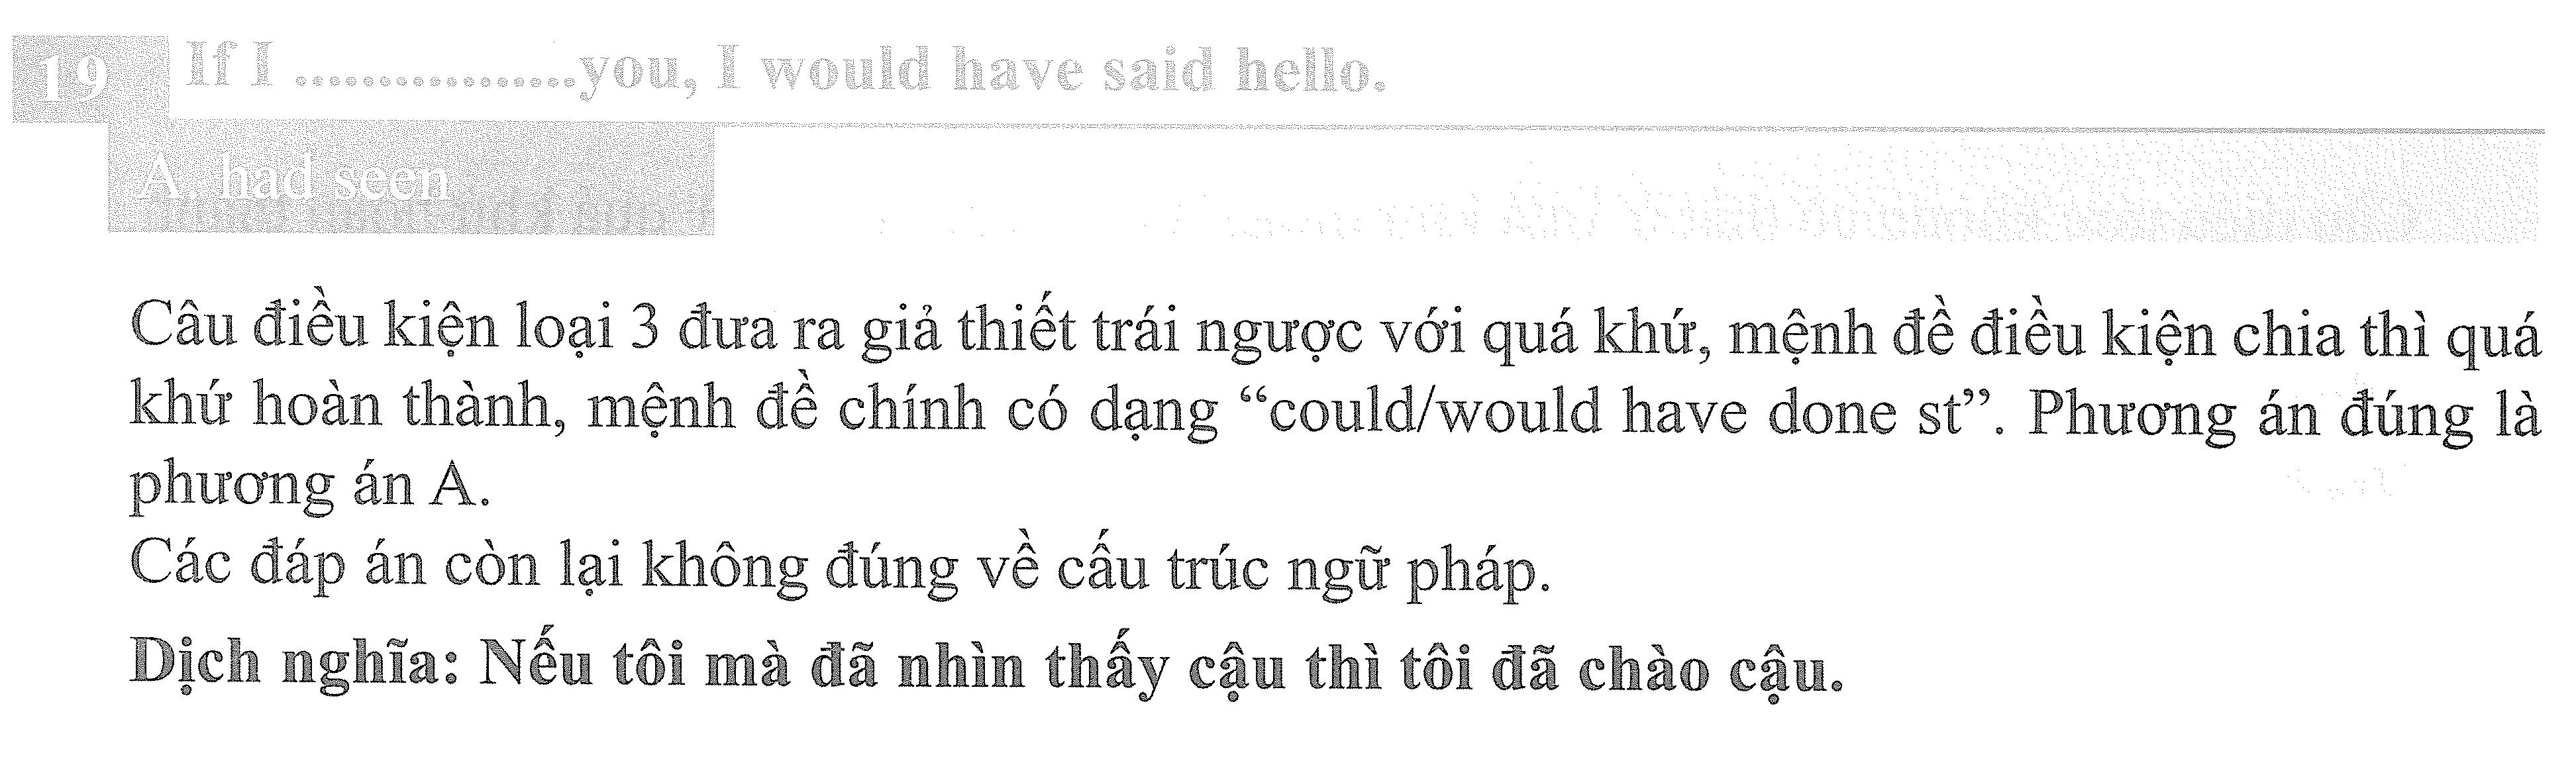 19 If I ................you, I would have said hello.
A. had seen
Câu điều kiện loại 3 đưa ra giả thiết trái ngược với quá khứ, mệnh đề điều kiện chia thì quá
khứ hoàn thành, mệnh đề chính có dạng “could/would have done st”. Phương án đúng là
phương án A.
Các đáp án còn lại không đúng về cấu trúc ngữ pháp.
Dịch nghĩa: Nếu tôi mà đã nhìn thấy cậu thì tôi đã chào cậu.